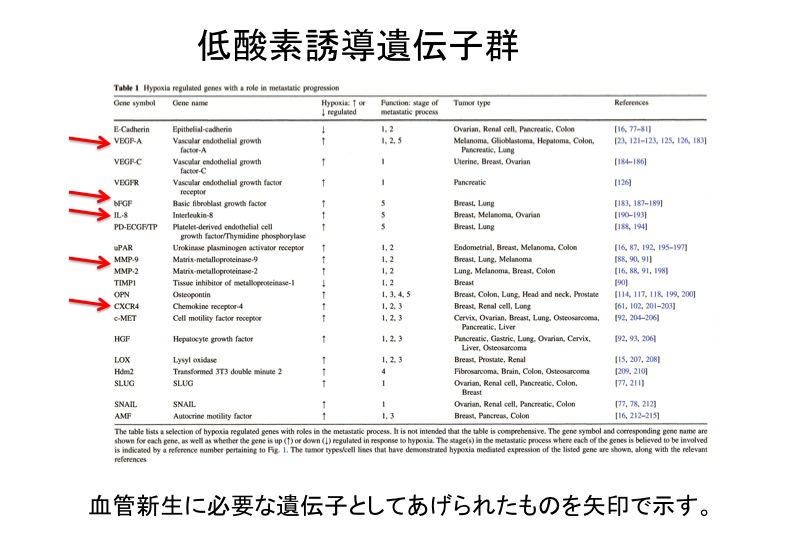 低酸素誘導遺伝子群
Table 1 Hypoxia regulated genes with a role in metastatic progression
Gene symbol Gene name Hypoxia: ↑ or Function: stage of Tumor type References
↓ regulated metastatic process
E-Cadherin Epithelial-cadherin ↓ 1, 2 Ovarian, Renal cell, Pancreatic, Colon [16, 77–81]
VEGF-A Vascular endothelial growth ↑ 1, 2, 5 Melanoma, Glioblastoma, Hepatoma, Colon, [23, 121–123, 125, 126, 183]
factor-A Pancreatic, Lung
VEGF-C Vascular endothelial growth ↑ 1 Uterine, Breast, Ovarian [184–186]
factor-C
VEGFR Vascular endothelial growth factor ↑ 1 Pancreatic [126]
receptor
bFGF Basic fibroblast growth factor ↑ 5 Breast, Lung [183, 187–189]
IL-8 Interleukin-8 ↑ 5 Breast, Melanoma, Ovarian [190–193]
PD-ECGF/TP Platelet-derived endothelial cell ↑ 5 Breast, Lung [188, 194]
growth factor/Thymidine phosphorylase
uPAR Urokinase plasminogen activator receptor ↑ 1, 2 Endometrial, Breast, Melanoma, Colon [16, 87, 192, 195–197]
MMP-9 Matrix-metalloproteinase-9 ↑ 1, 2 Breast, Lung, Melanoma [88, 90, 91]
MMP-2 Matrix-metalloproteinase-2 ↑ 1, 2 Lung, Melanoma, Breast, Colon [16, 88, 91, 198]
TIMP1 Tissue inhibitor of metalloproteinase-1 ↓ 1, 2 Breast [90]
OPN Osteopontin ↑ 1, 3, 4, 5 Breast, Colon, Lung, Head and neck, Prostate [114, 117, 118, 199, 200]
CXCR4 Chemokine receptor-4 ↑ 1, 2, 3 Breast, Renal cell, Lung [61, 102, 201–203]
c-MET Cell motility factor receptor ↑ 1, 2, 3 Cervix, Ovarian, Breast, Lung, Osteosarcoma, [92, 204–206]
Pancreatic, Liver
HGF Hepatocyte growth factor ↑ 1, 2, 3 Pancreatic, Gastric, Lung, Ovarian, Cervix, [92, 93, 206]
Liver, Osteosarcoma
LOX Lysyl oxidase ↑ 1, 2, 3 Breast, Prostate, Renal [15, 207, 208]
Hdm2 Transformed 3T3 double minute 2 ↑ 4 Fibrosarcoma, Brain, Colon, Osteosarcoma [209, 210]
SLUG SLUG ↑ 1 Ovarian, Renal cell, Pancreatic, Colon, [77, 211]
Breast
SNAIL SNAIL ↑ 1 Ovarian, Renal cell, Pancreatic, Colon [77, 78, 212]
AMF Autocrine motility factor ↑ 1, 3 Breast, Pancreas, Colon [16, 212–215]
The table lists a selection of hypoxia regulated genes with roles in the metastatic process. It is not intended that the table is comprehensive. The gene symbol and corresponding gene name are
shown for each gene, as well as whether the gene is up (↑) or down (↓) regulated in response to hypoxia. The stage(s) in the metastatic process where each of the genes is believed to be involved
is indicated by a reference number pertaining to Fig. 1. The tumor types/cell lines that have demonstrated hypoxia mediated expression of the listed gene are shown, along with the relevant
references
血管新生に必要な遺伝子としてあげられたものを矢印で示す。